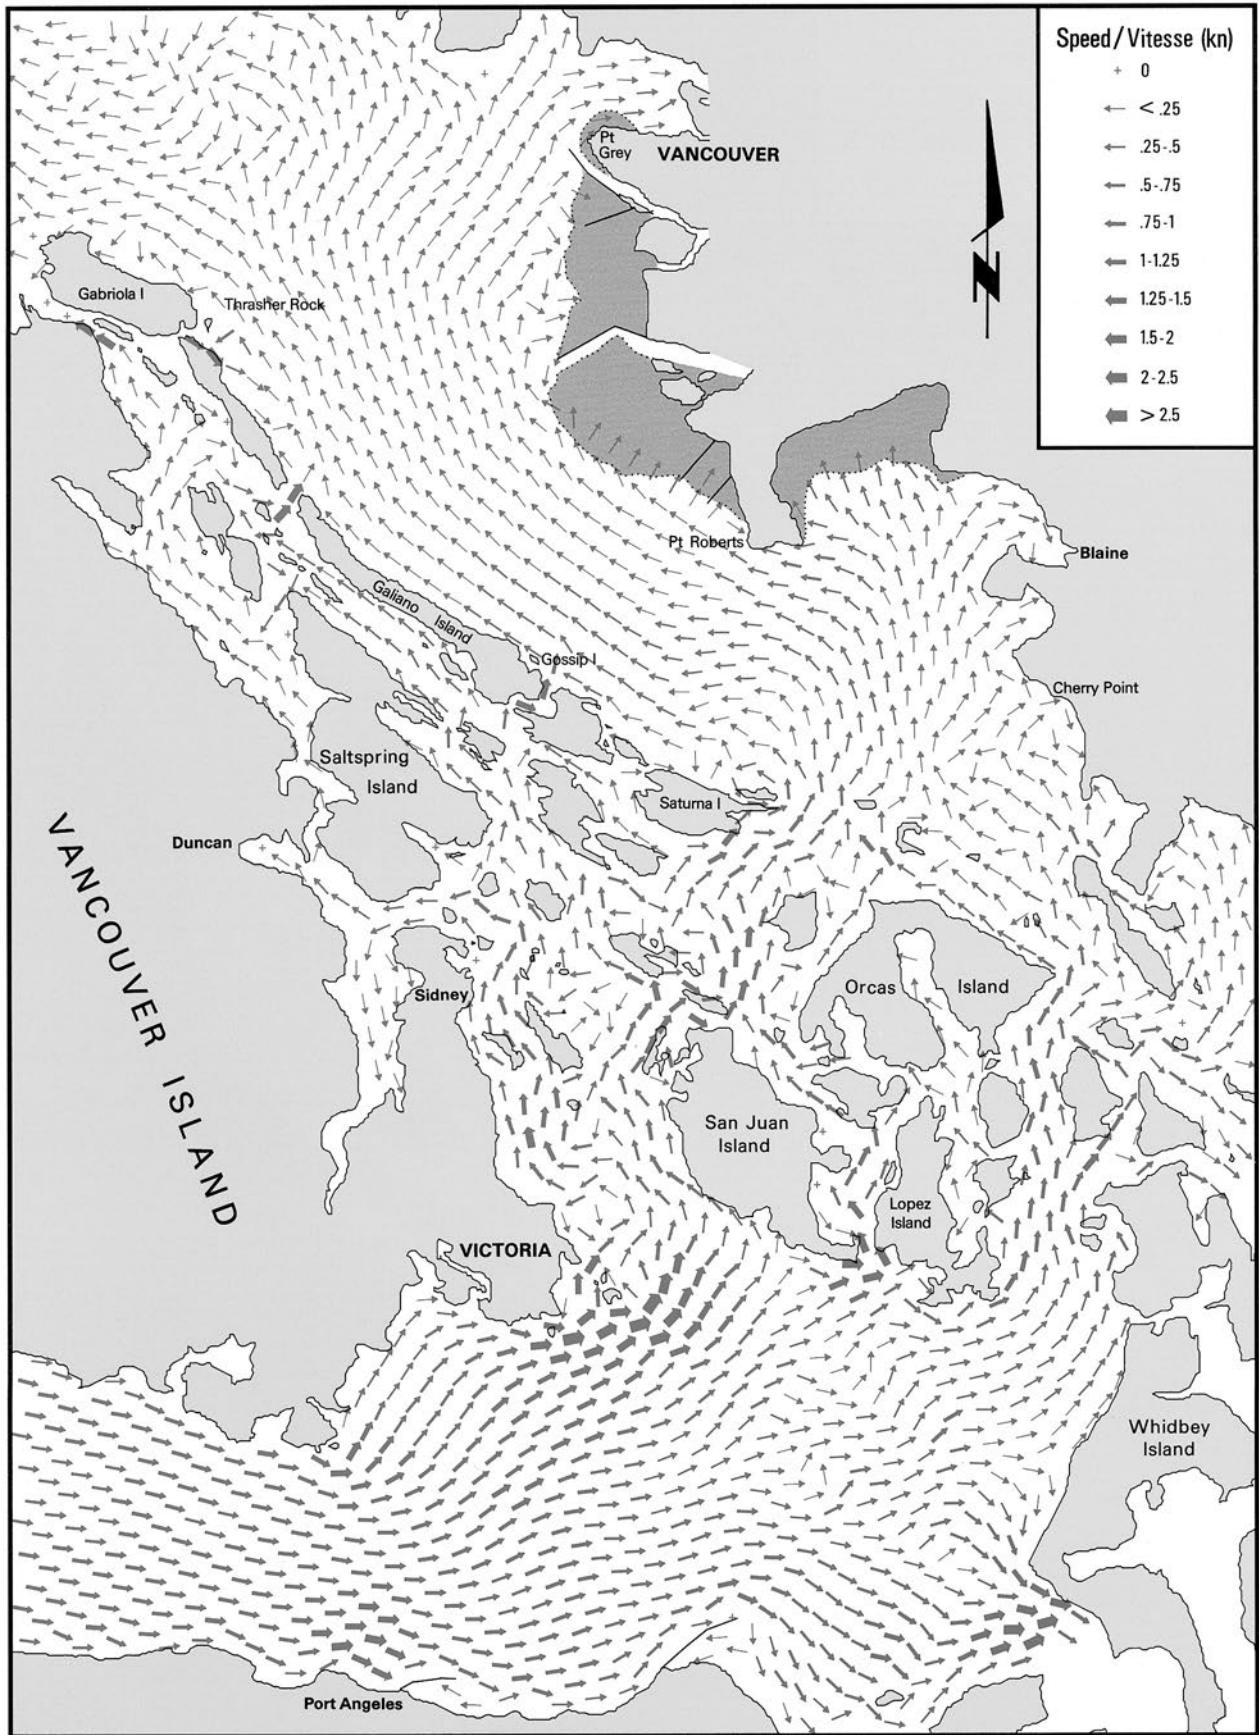 Speed/Vitesse (kn)
+ 0
< .25
.25-.5
.5-.75
.75-1
1-1.25
1.25-1.5
1.5-2
2-2.5
> 2.5
N
Pt
Grey
VANCOUVER
Gabriola I
Thrasher Rock
Pt Roberts
Blaine
Galiano
Island
Gossip I
Cherry Point
Saltspring
Island
Saturna I
Duncan
VANCOUVER ISLAND
Sidney
Orcas Island
San Juan
Island
Lopez
Island
VICTORIA
Whidbey
Island
Port Angeles